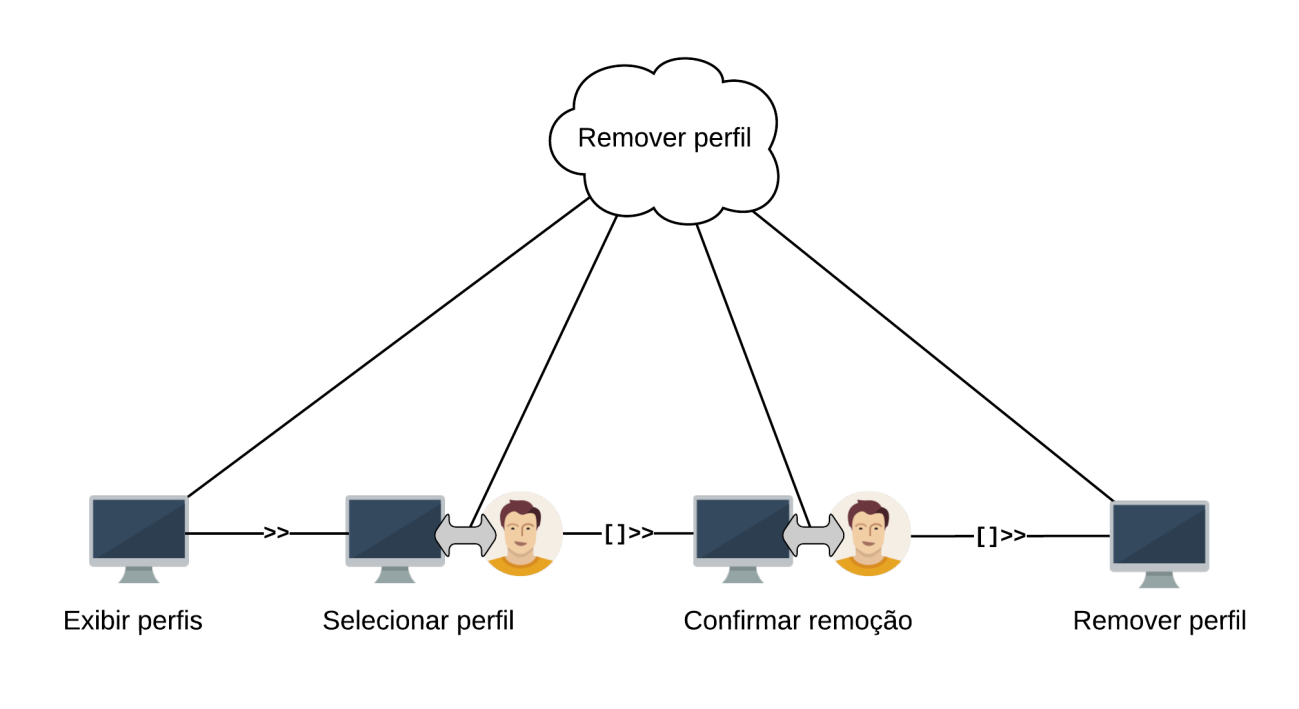 Remover perfil
>>
[ ]>>
[ ]>>
Exibir perfis
Selecionar perfil
Confirmar remoção
Remover perfil